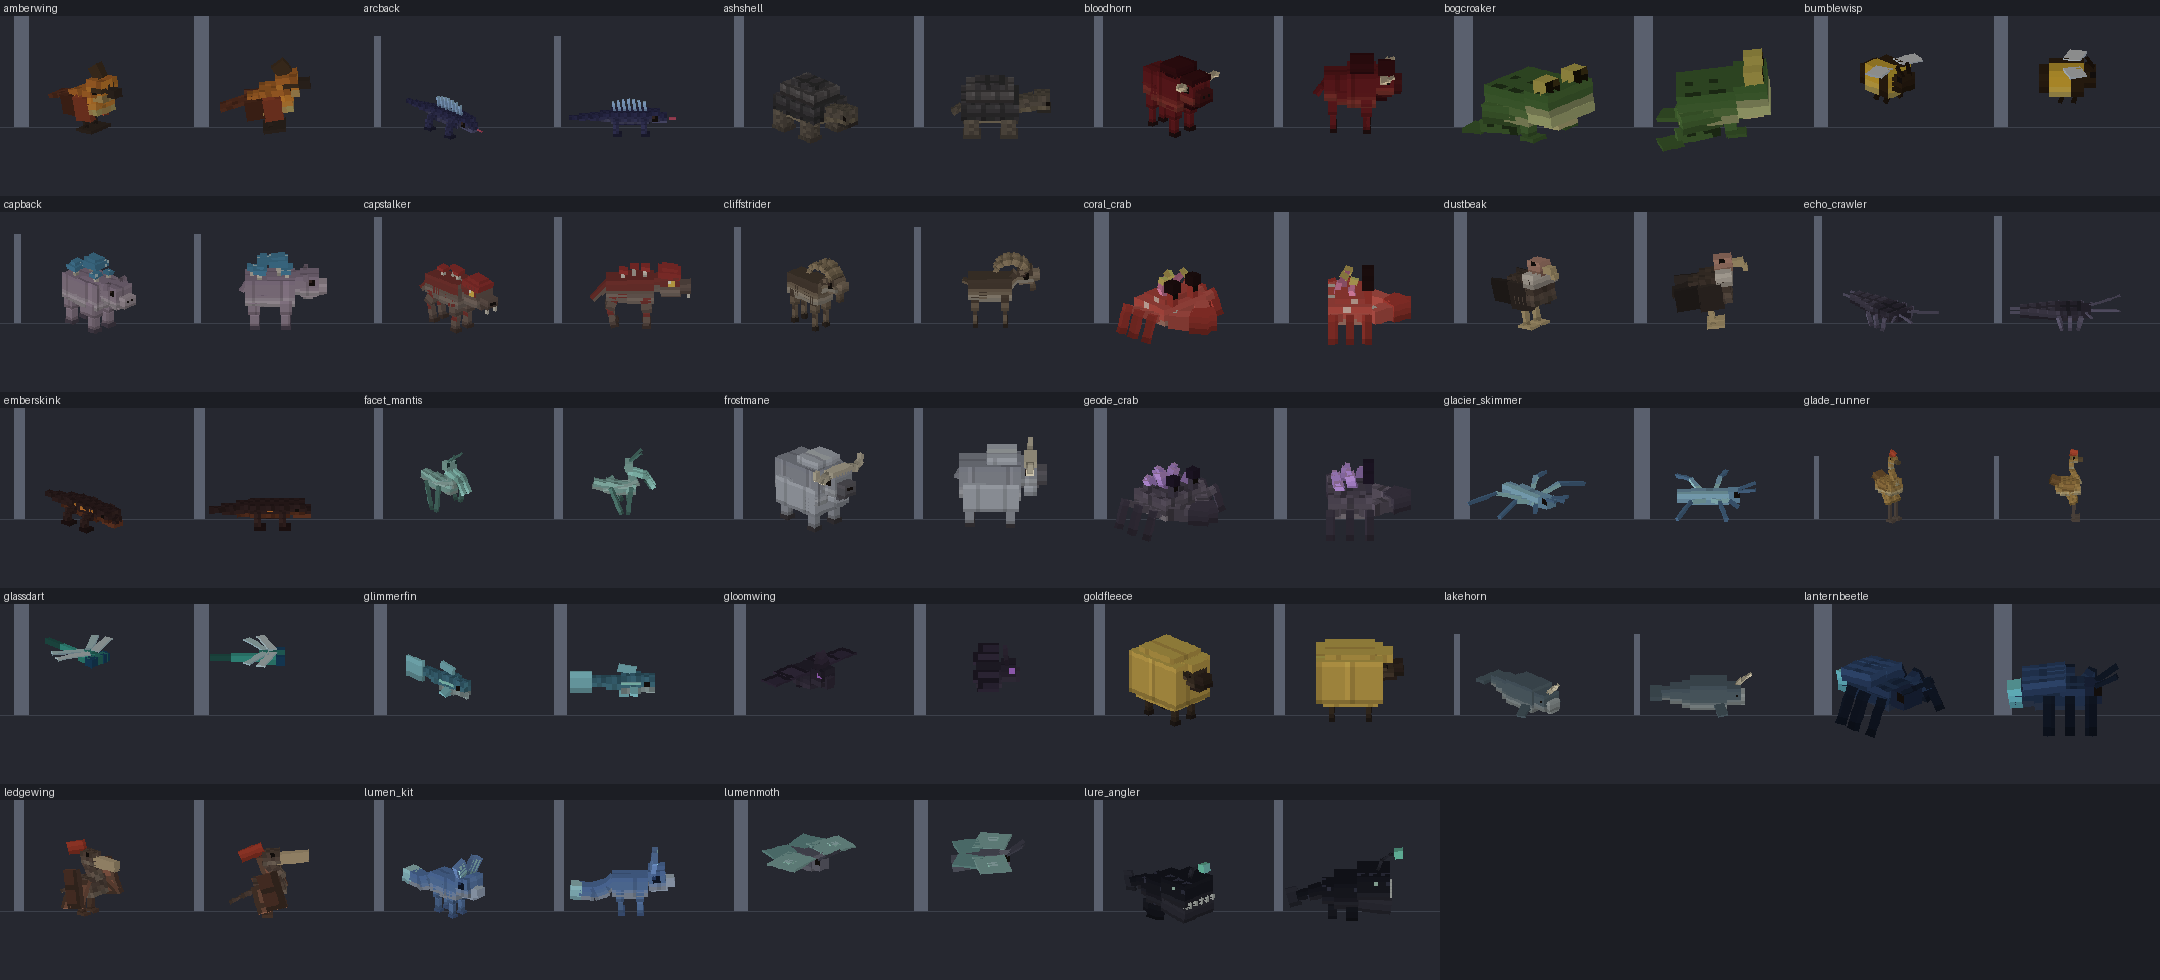 amberwing arcback ashshell bloodhorn bogcroaker bumblewisp
capback capstalker cliffstrider coral_crab dustbeak echo_crawler
emberskink facet_mantis frostmane geode_crab glacier_skimmer glade_runner
glassdart glimmerfin gloomwing goldfleece lakehorn lanternbeetle
ledgewing lumen_kit lumenmoth lure_angler